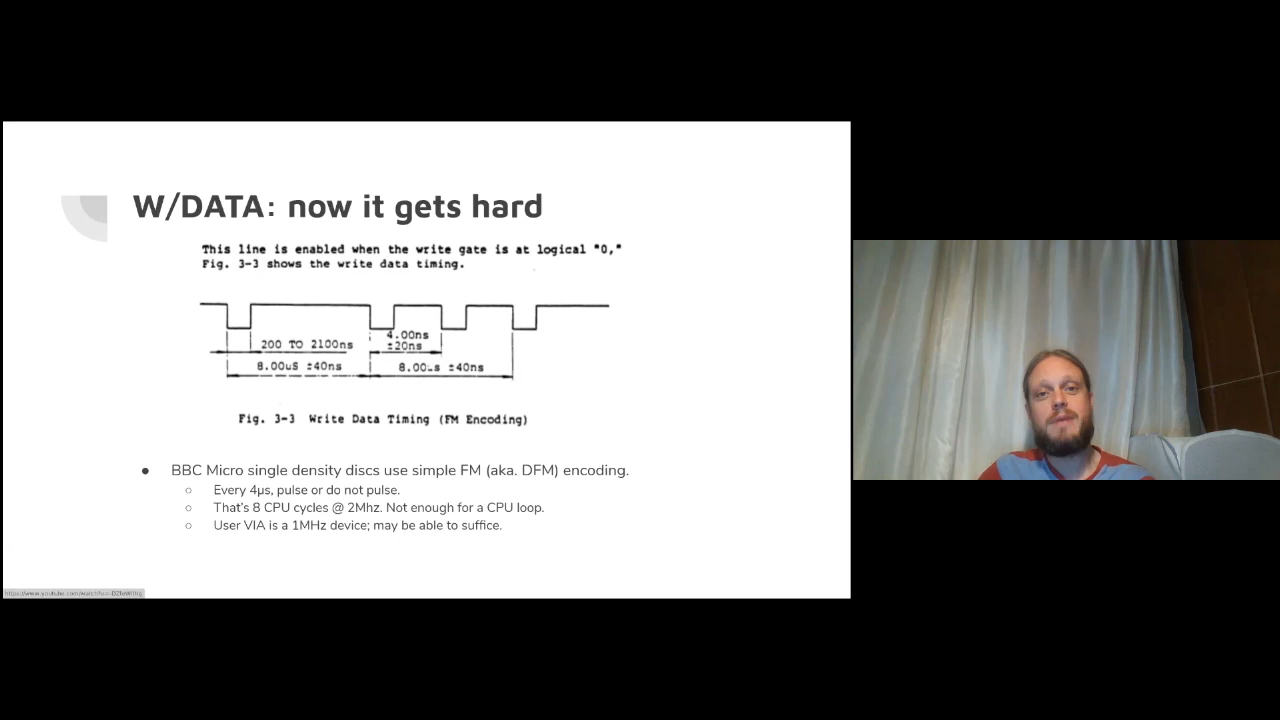 W/DATA: now it gets hard
This line is enabled when the write gate is at logical "0,"
Fig. 3-3 shows the write data timing.
4.00ns
200 TO 2100ns
±20ns
8.00uS ±40ns
±40ns
Fig. 3-3 Write Data Timing (FM Encoding)
● BBC Micro single density discs use simple FM (aka. DFM) encoding.
○ Every 4µs, pulse or do not pulse.
○ That's 8 CPU cycles @ 2Mhz. Not enough for a CPU loop.
○ User VIA is a 1MHz device; may be able to suffice.